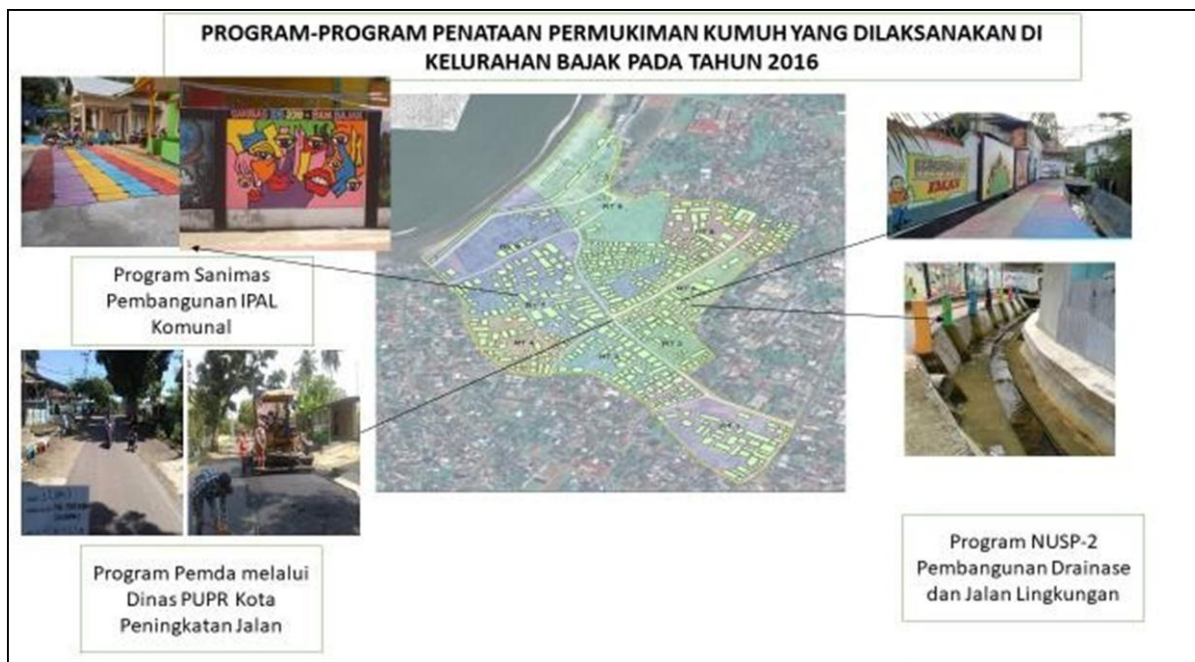 PROGRAM-PROGRAM PENATAAN PERMUKIMAN KUMUH YANG DILAKSANAKAN DI
KELURAHAN BAJAK PADA TAHUN 2016
Program Sanimas
Pembangunan IPAL
Komunal
Program Pemda melalui
Dinas PUPR Kota
Peningkatan Jalan
Program NUSP-2
Pembangunan Drainase
dan Jalan Lingkungan